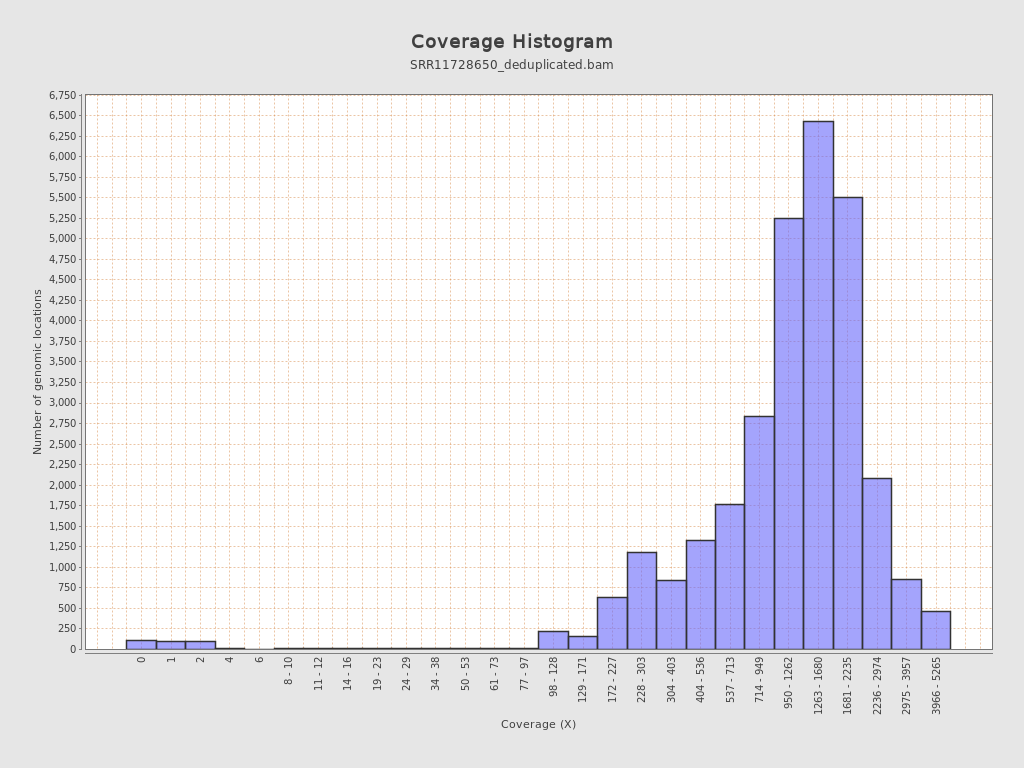 Coverage Histogram
SRR11728650_deduplicated.bam
Number of genomic locations
6,750
6,500
6,250
6,000
5,750
5,500
5,250
5,000
4,750
4,500
4,250
4,000
3,750
3,500
3,250
3,000
2,750
2,500
2,250
2,000
1,750
1,500
1,250
1,000
750
500
250
0
0
1
2
4
6
8 - 10
11 - 12
14 - 16
19 - 23
24 - 29
34 - 38
50 - 53
61 - 73
77 - 97
98 - 128
129 - 171
172 - 227
228 - 303
304 - 403
404 - 536
537 - 713
714 - 949
950 - 1262
1263 - 1680
1681 - 2235
2236 - 2974
2975 - 3957
3966 - 5265
Coverage (X)